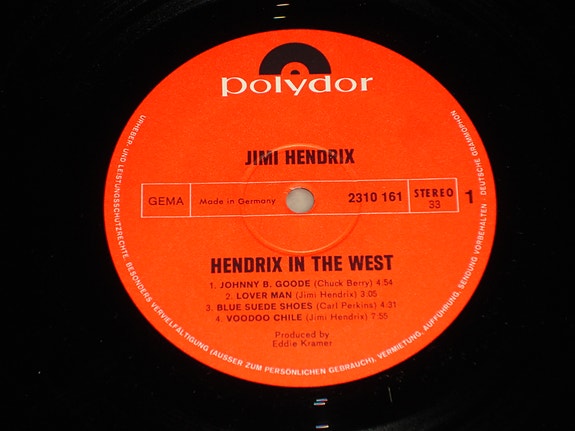 polydor
JIMI HENDRIX
GEMA Made in Germany 2310 161 STEREO 33 1
HENDRIX IN THE WEST
1. JOHNNY B. GOODE (Chuck Berry) 4:54
2. LOVER MAN (Jimi Hendrix) 3:05
3. BLUE SUEDE SHOES (Carl Perkins) 4:31
4. VOODOO CHILE (Jimi Hendrix) 7:55
Produced by
Eddie Kramer
URHEBER- UND LEISTUNGSSCHUTZRECHTE, BESONDERS VERVIELFÄLTIGUNG (AUSSER ZUM PERSÖNLICHEN GEBRAUCH), VERMIETUNG, AUFFÜHRUNG, SENDUNG VORBEHALTEN · DEUTSCHE GRAMMOPHON